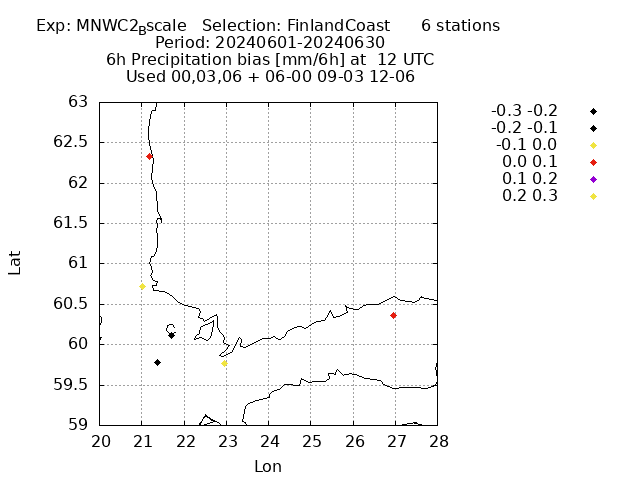 Exp: MNWC2Bscale Selection: FinlandCoast 6 stations
Period: 20240601-20240630
6h Precipitation bias [mm/6h] at 12 UTC
Used 00,03,06 + 06-00 09-03 12-06
-0.3 -0.2
-0.2 -0.1
-0.1 0.0
0.0 0.1
0.1 0.2
0.2 0.3
63
62.5
62
61.5
61
60.5
60
59.5
59
Lat
20 21 22 23 24 25 26 27 28
Lon